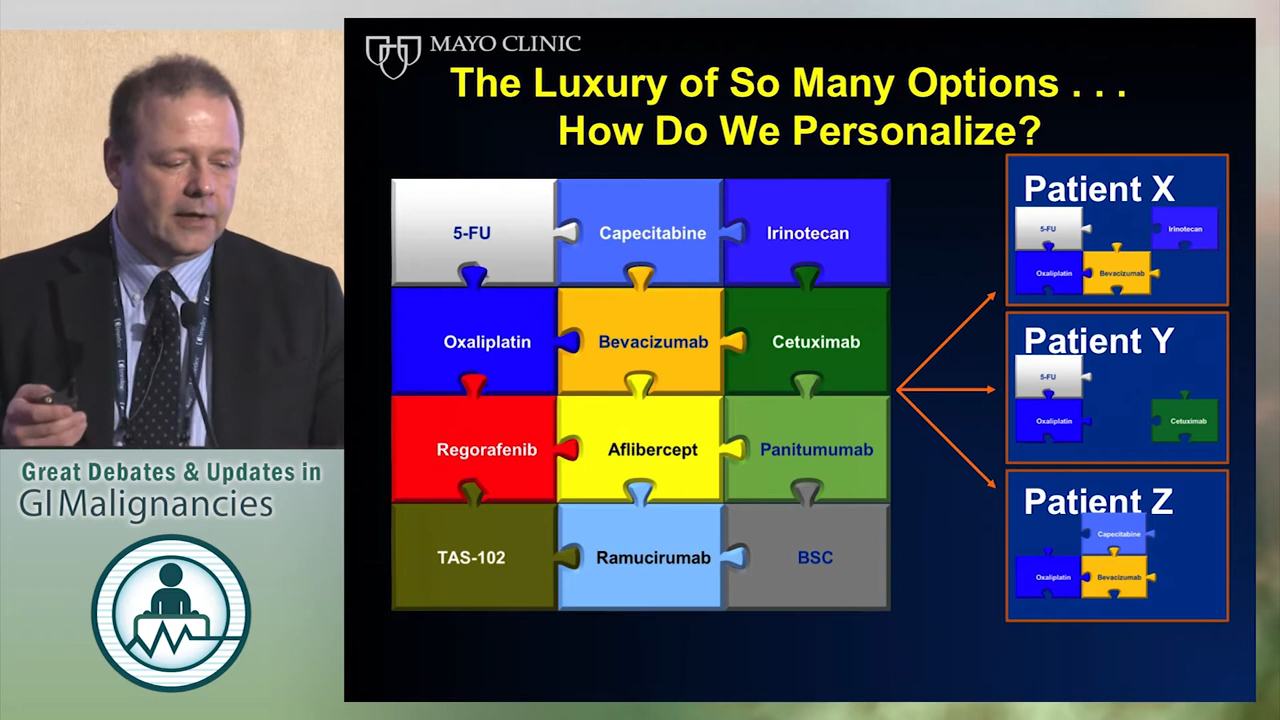 MAYO CLINIC
The Luxury of So Many Options . . .
How Do We Personalize?
5-FU
Capecitabine
Irinotecan
Oxaliplatin
Bevacizumab
Cetuximab
Regorafenib
Aflibercept
Panitumumab
TAS-102
Ramucirumab
BSC
Patient X
5-FU
Irinotecan
Oxaliplatin
Bevacizumab
Patient Y
5-FU
Oxaliplatin
Cetuximab
Patient Z
Capecitabine
Oxaliplatin
Bevacizumab
Great Debates & Updates in
GI Malignancies